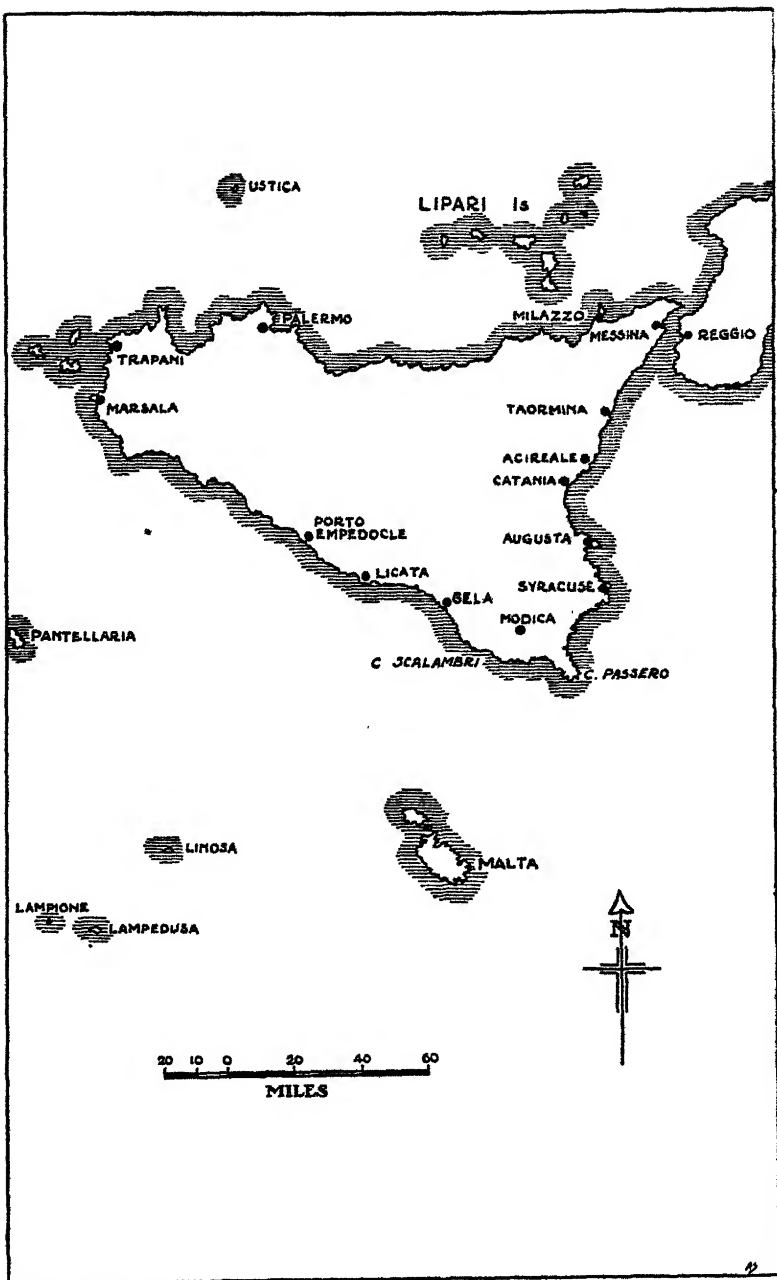 USTICA
LIPARI Is
PALERMO
MILAZZO
MESSINA
REGGIO
TRAPANI
MARSALA
TAORMINA
ACIREALE
CATANIA
PORTO
EMPEDOCLE
AUGUSTA
LICATA
SYRACUSE
GELA
MODICA
PANTELLARIA
C SCALAMBRI
C. PASSERO
LINOSA
MALTA
LAMPIONE
LAMPEDUSA
N
20 10 0 20 40 60
MILES